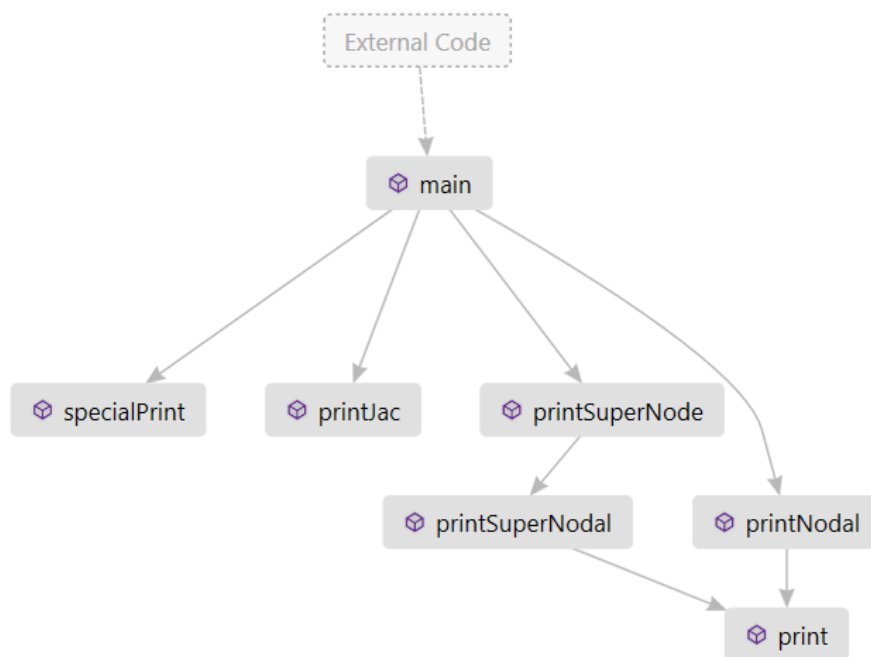 External Code
main
specialPrint
printJac
printSuperNode
printSuperNodal
printNodal
print